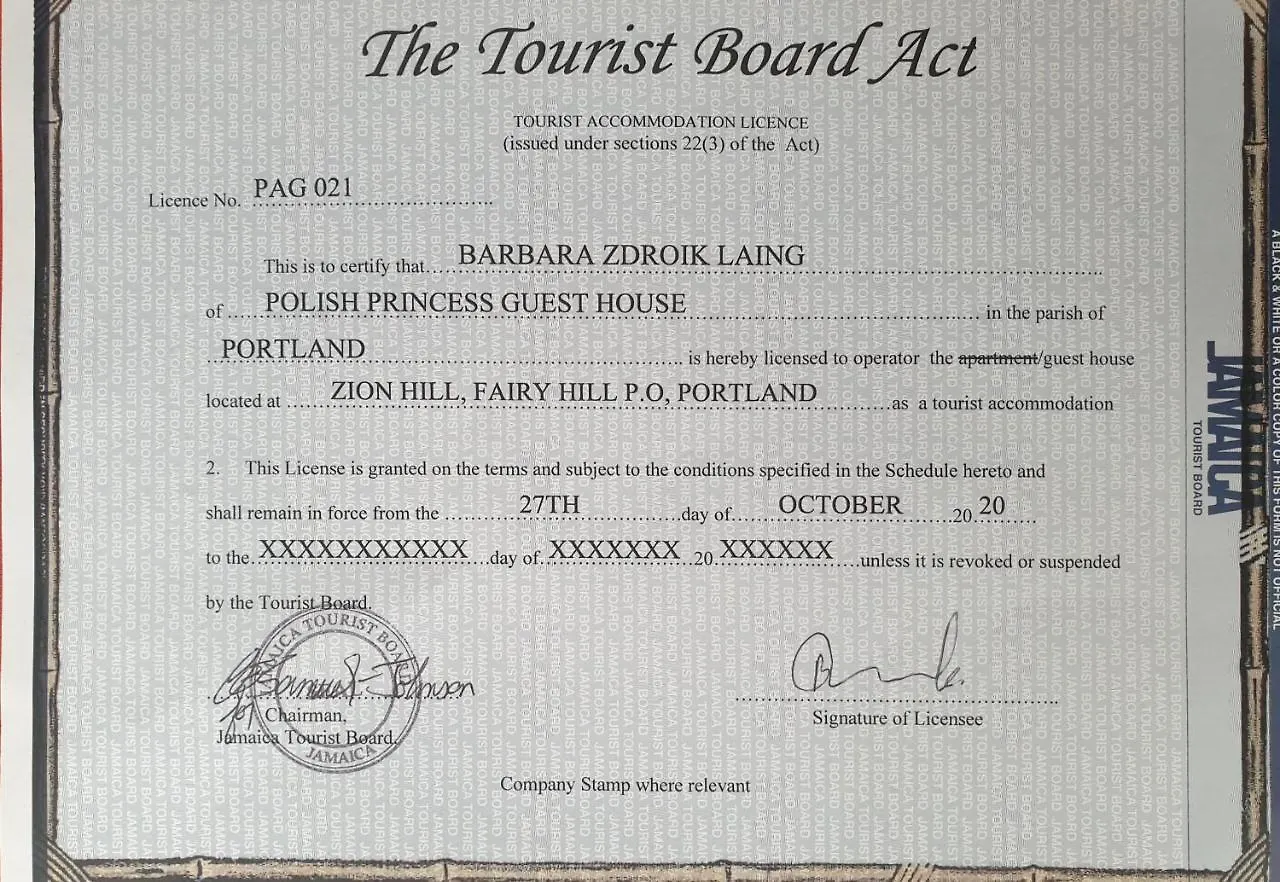 The Tourist Board Act
TOURIST ACCOMMODATION LICENCE
(issued under sections 22(3) of the Act)
Licence No. PAG 021
This is to certify that BARBARA ZDROIK LAING
of POLISH PRINCESS GUEST HOUSE in the parish of
PORTLAND is hereby licensed to operator the apartment/guest house
located at ZION HILL, FAIRY HILL P.O, PORTLAND as a tourist accommodation
2. This License is granted on the terms and subject to the conditions specified in the Schedule hereto and
shall remain in force from the 27TH day of OCTOBER 20 20
to the XXXXXXXXXXX day of XXXXXXX 20 XXXXXX unless it is revoked or suspended
by the Tourist Board.
JAMAICA TOURIST BOARD
JAMAICA
for Chairman,
Jamaica Tourist Board.
Signature of Licensee
Company Stamp where relevant
JAMAICA
TOURIST BOARD
A BLACK & WHITE OR A COLOR COPY OF THIS FORM IS NOT OFFICIAL